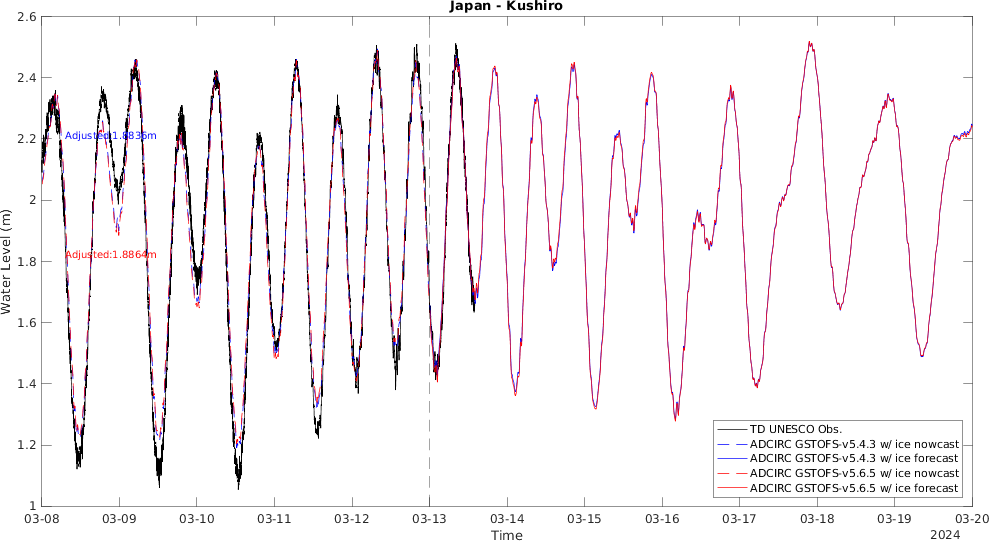 Japan - Kushiro
Water Level (m)
2.6
2.4
2.2
2
1.8
1.6
1.4
1.2
1
Adjusted:1.8836m
Adjusted:1.8864m
TD UNESCO Obs.
ADCIRC GSTOFS-v5.4.3 w/ ice nowcast
ADCIRC GSTOFS-v5.4.3 w/ ice forecast
ADCIRC GSTOFS-v5.6.5 w/ ice nowcast
ADCIRC GSTOFS-v5.6.5 w/ ice forecast
03-08 03-09 03-10 03-11 03-12 03-13 03-14 03-15 03-16 03-17 03-18 03-19 03-20
Time
2024